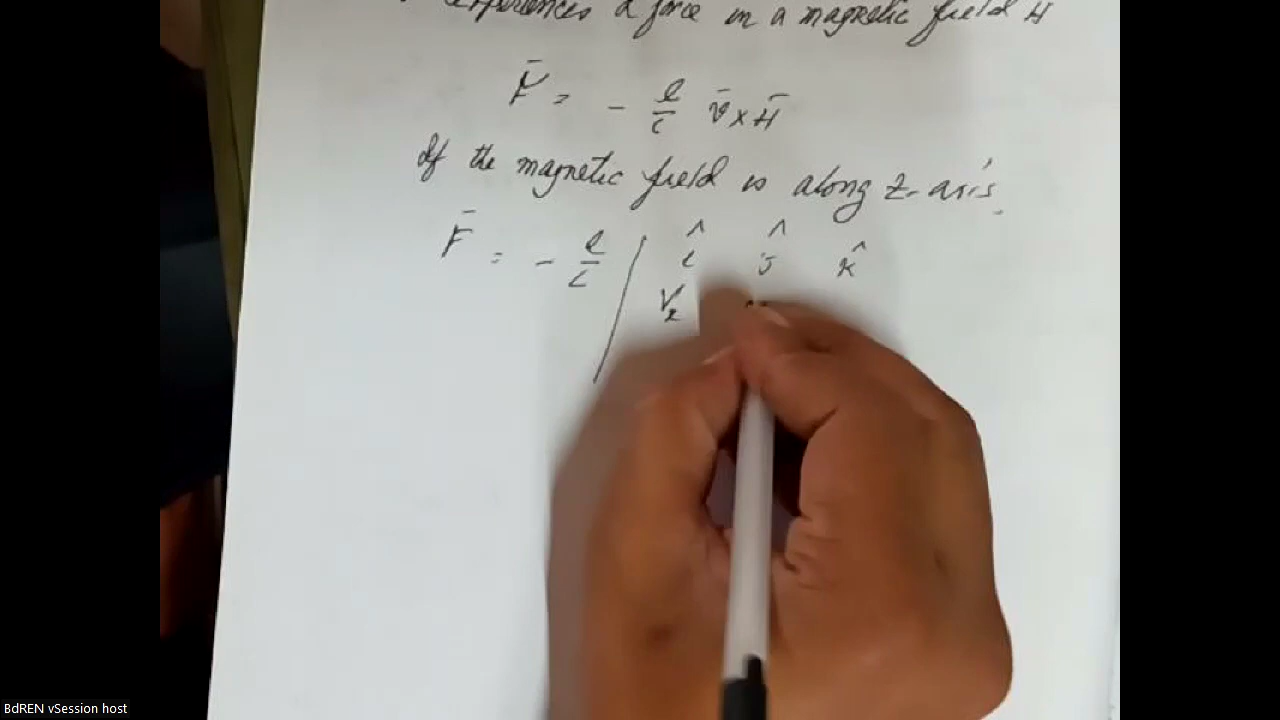 experiences a force in a magnetic field H
F̄ = - e/c v̄ × H̄
If the magnetic field is along z-axis.
F̄ = - e/c | î ĵ k̂
Vx
BdREN vSession host